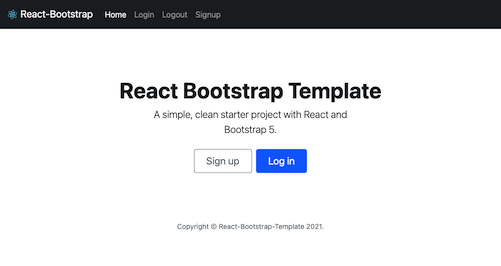 React-Bootstrap Home Login Logout Signup
React Bootstrap Template
A simple, clean starter project with React and
Bootstrap 5.
Sign up Log in
Copyright © React-Bootstrap-Template 2021.